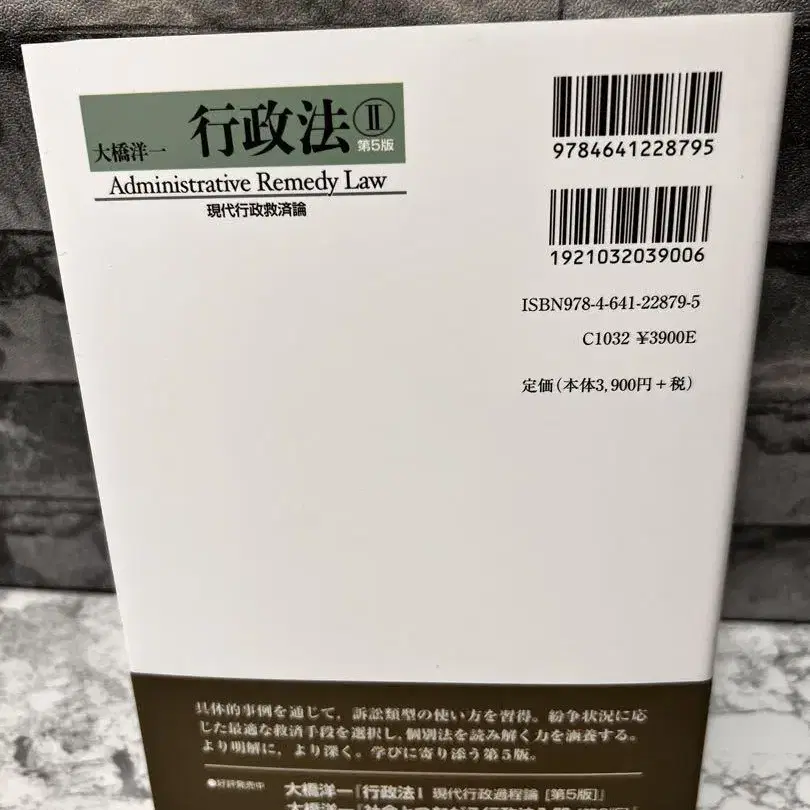 大橋洋一 行政法Ⅱ 第5版
Administrative Remedy Law
現代行政救済論
9784641228795
1921032039006
ISBN978-4-641-22879-5
C1032 ¥3900E
定価(本体3,900円+税)
具体的事例を通じて，訴訟類型の使い方を習得。紛争状況に応
じた最適な救済手段を選択し，個別法を読み解く力を涵養する。
より明解に，より深く。学びに寄り添う第5版。
●好評発売中 大橋洋一『行政法Ⅰ 現代行政過程論［第5版］』
大橋洋一